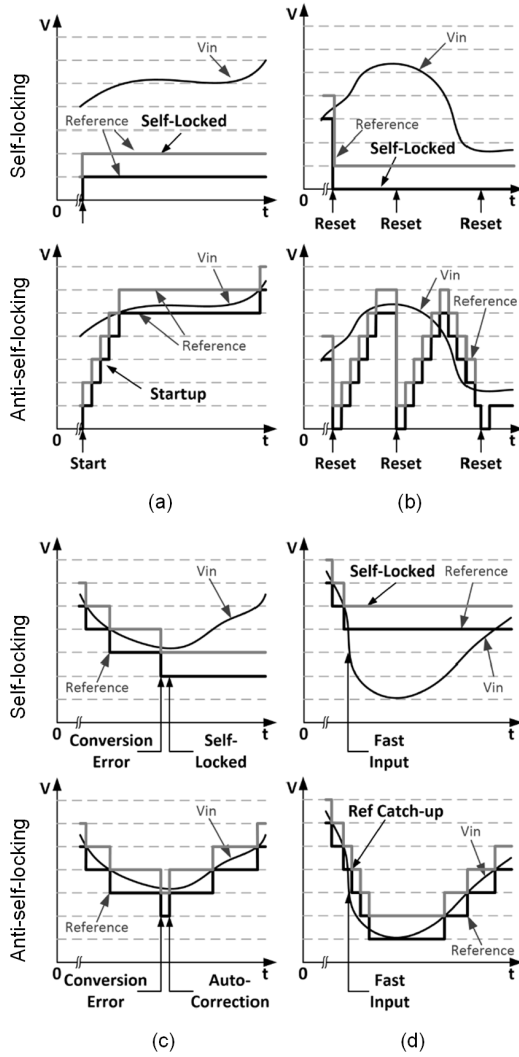 Self-locking
V
Vin
Reference
Self-Locked
0
t
V
Vin
Reference
Self-Locked
0
t
Reset
Reset
Reset
Anti-self-locking
V
Vin
Reference
Startup
0
t
Start
(a)
V
Vin
Reference
0
t
Reset
Reset
Reset
(b)
Self-locking
V
Vin
Reference
0
t
Conversion
Error
Self-
Locked
V
Self-Locked
Reference
Vin
0
t
Fast
Input
Anti-self-locking
V
Vin
Reference
0
t
Conversion
Error
Auto-
Correction
(c)
V
Ref Catch-up
Vin
Reference
0
t
Fast
Input
(d)